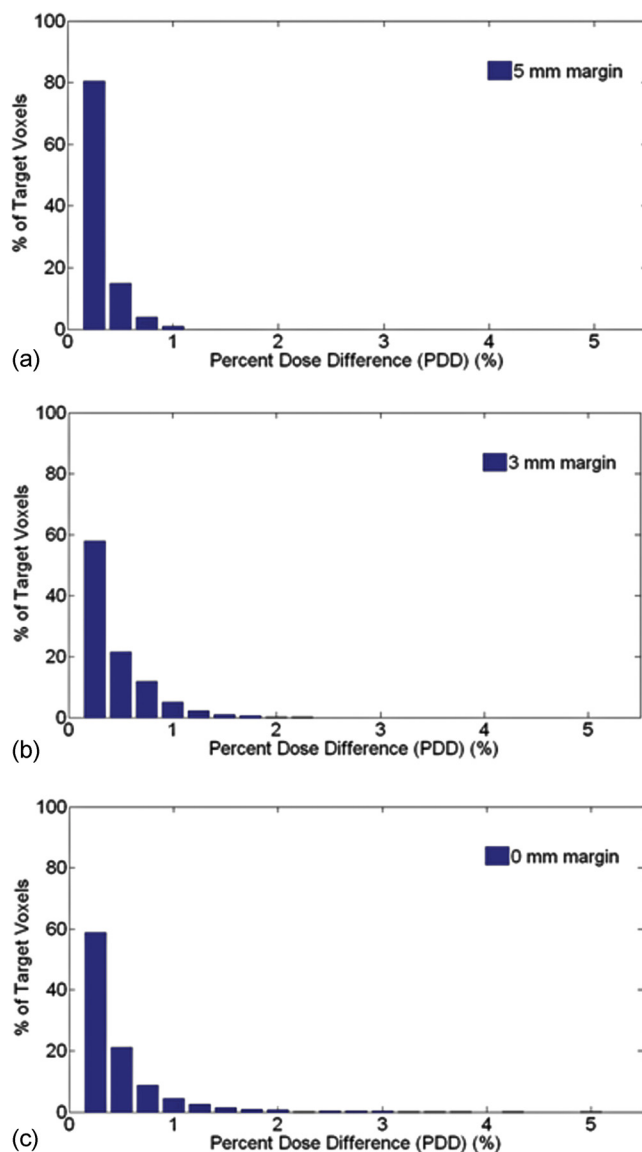 100
5 mm margin
80
60
% of Target Voxels
40
20
0
0 1 2 3 4 5
(a)
Percent Dose Difference (PDD) (%)
100
3 mm margin
80
60
% of Target Voxels
40
20
0
0 1 2 3 4 5
(b)
Percent Dose Difference (PDD) (%)
100
0 mm margin
80
60
% of Target Voxels
40
20
0
0 1 2 3 4 5
(c)
Percent Dose Difference (PDD) (%)